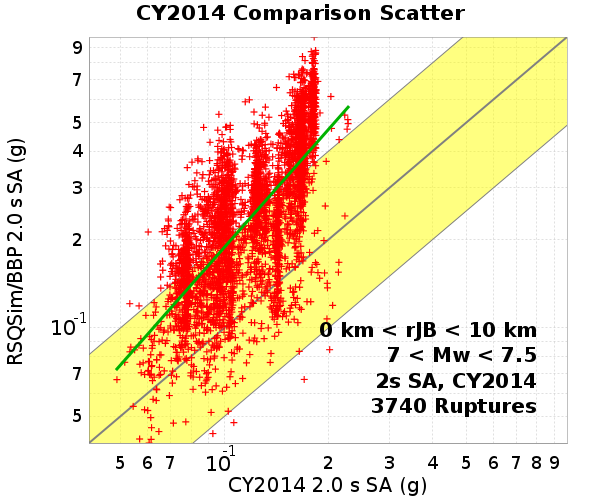 CY2014 Comparison Scatter
RSQSim/BBP 2.0 s SA (g)
9
7
5
4
3
2
10-1
7
5
0 km < rJB < 10 km
7 < Mw < 7.5
2s SA, CY2014
3740 Ruptures
5 6 7 10-1 2 3 4 5 6 7 8 9
CY2014 2.0 s SA (g)